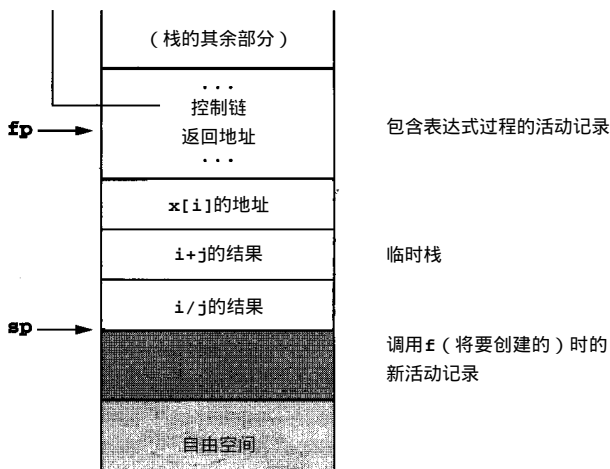 （栈的其余部分）
...
控制链
fp
返回地址
包含表达式过程的活动记录
...
x[i]的地址
i+j的结果
临时栈
i/j的结果
sp
调用f（将要创建的）时的
新活动记录
自由空间